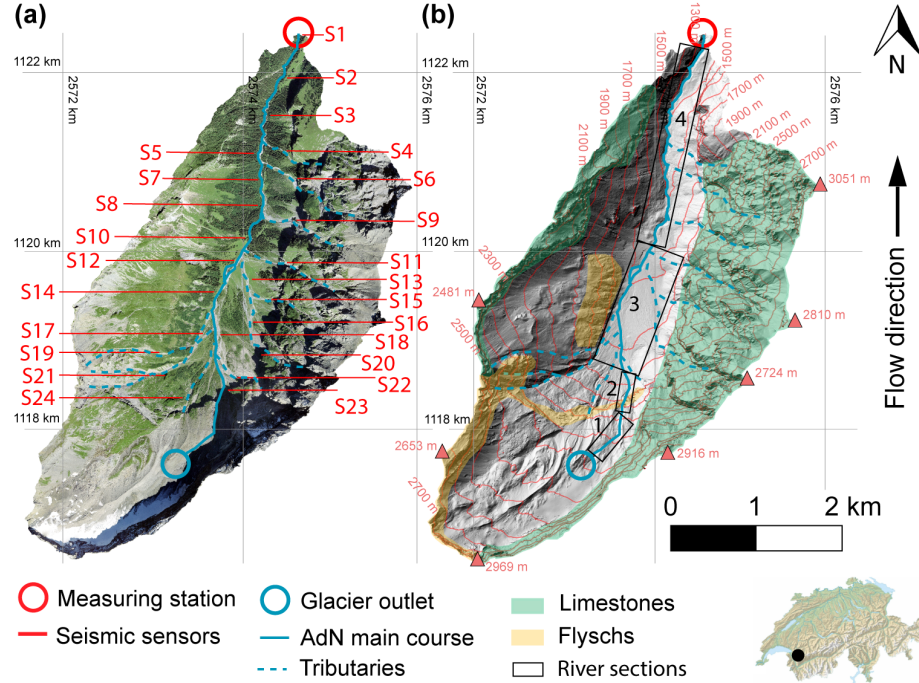 (a)
(b)
N
Flow direction
1122 km
1120 km
1118 km
2572 km
2574 km
2576 km
S1
S2
S3
S4
S5
S6
S7
S8
S9
S10
S11
S12
S13
S14
S15
S16
S17
S18
S19
S20
S21
S22
S23
S24
1122 km
1120 km
1118 km
2572 km
2576 km
1300 m
1500 m
1700 m
1900 m
2100 m
1500 m
1700 m
1900 m
2100 m
2500 m
2700 m
3051 m
2300 m
2481 m
2500 m
2810 m
2724 m
2916 m
2653 m
2700 m
2969 m
4
3
2
1
0 1 2 km
Measuring station
Seismic sensors
Glacier outlet
AdN main course
Tributaries
Limestones
Flyschs
River sections